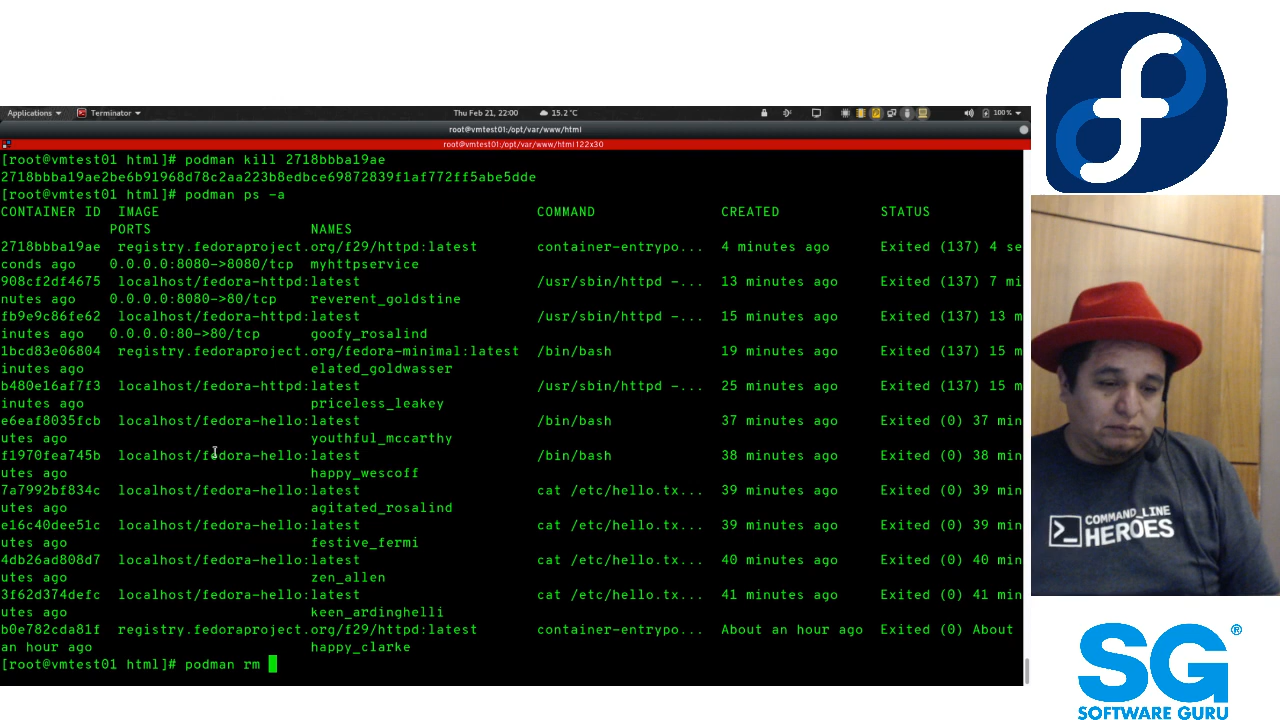 Applications
Terminator
Thu Feb 21, 22:00
15.2°C
100%
root@vmtest01:/opt/var/www/html
root@vmtest01:/opt/var/www/html 122x30
[root@vmtest01 html]# podman kill 2718bbba19ae
2718bbba19ae2be6b91968d78c2aa223b8edbce69872839f1af772ff5abe5dde
[root@vmtest01 html]# podman ps -a
CONTAINER ID IMAGE COMMAND CREATED STATUS
PORTS NAMES
2718bbba19ae registry.fedoraproject.org/f29/httpd:latest container-entrypo... 4 minutes ago Exited (137) 4 se
conds ago 0.0.0.0:8080->8080/tcp myhttpservice
908cf2df4675 localhost/fedora-httpd:latest /usr/sbin/httpd -... 13 minutes ago Exited (137) 7 mi
nutes ago 0.0.0.0:8080->80/tcp reverent_goldstine
fb9e9c86fe62 localhost/fedora-httpd:latest /usr/sbin/httpd -... 15 minutes ago Exited (137) 13 m
inutes ago 0.0.0.0:80->80/tcp goofy_rosalind
1bcd83e06804 registry.fedoraproject.org/fedora-minimal:latest /bin/bash 19 minutes ago Exited (137) 15 m
inutes ago elated_goldwasser
b480e16af7f3 localhost/fedora-httpd:latest /usr/sbin/httpd -... 25 minutes ago Exited (137) 15 m
inutes ago priceless_leakey
e6eaf8035fcb localhost/fedora-hello:latest /bin/bash 37 minutes ago Exited (0) 37 min
utes ago youthful_mccarthy
f1970fea745b localhost/fedora-hello:latest /bin/bash 38 minutes ago Exited (0) 38 min
utes ago happy_wescoff
7a7992bf834c localhost/fedora-hello:latest cat /etc/hello.tx... 39 minutes ago Exited (0) 39 min
utes ago agitated_rosalind
e16c40dee51c localhost/fedora-hello:latest cat /etc/hello.tx... 39 minutes ago Exited (0) 39 min
utes ago festive_fermi
4db26ad808d7 localhost/fedora-hello:latest cat /etc/hello.tx... 40 minutes ago Exited (0) 40 min
utes ago zen_allen
3f62d374defc localhost/fedora-hello:latest cat /etc/hello.tx... 41 minutes ago Exited (0) 41 min
utes ago keen_ardinghelli
b0e782cda81f registry.fedoraproject.org/f29/httpd:latest container-entrypo... About an hour ago Exited (0) About
an hour ago happy_clarke
[root@vmtest01 html]# podman rm
COMMAND_LINE
HEROES
SG®
SOFTWARE GURU